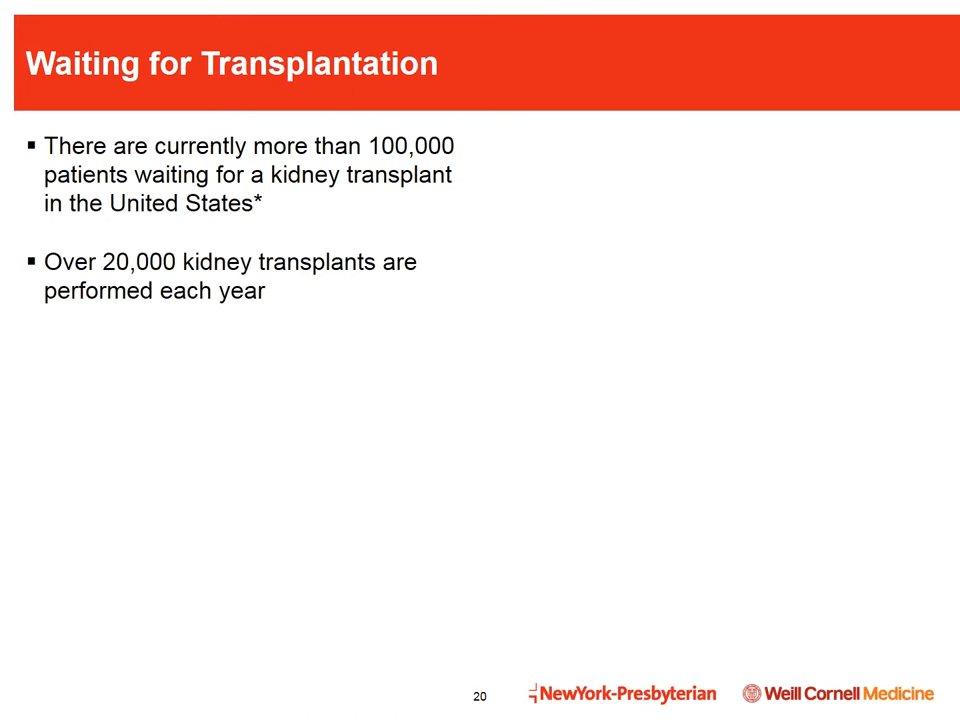 Waiting for Transplantation
▪ There are currently more than 100,000
patients waiting for a kidney transplant
in the United States*
▪ Over 20,000 kidney transplants are
performed each year
20
NewYork-Presbyterian
Weill Cornell Medicine